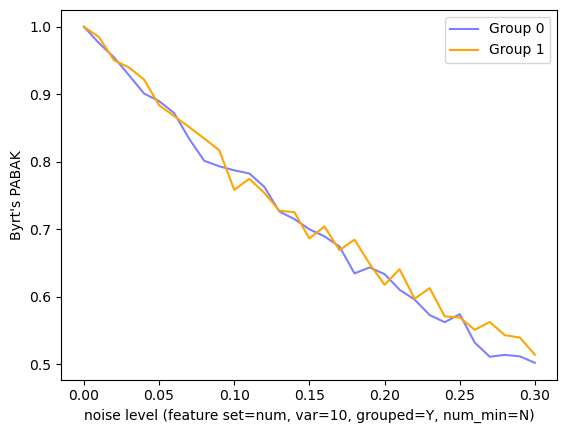 Group 0
Group 1
Byrt's PABAK
1.0
0.9
0.8
0.7
0.6
0.5
0.00 0.05 0.10 0.15 0.20 0.25 0.30
noise level (feature set=num, var=10, grouped=Y, num_min=N)